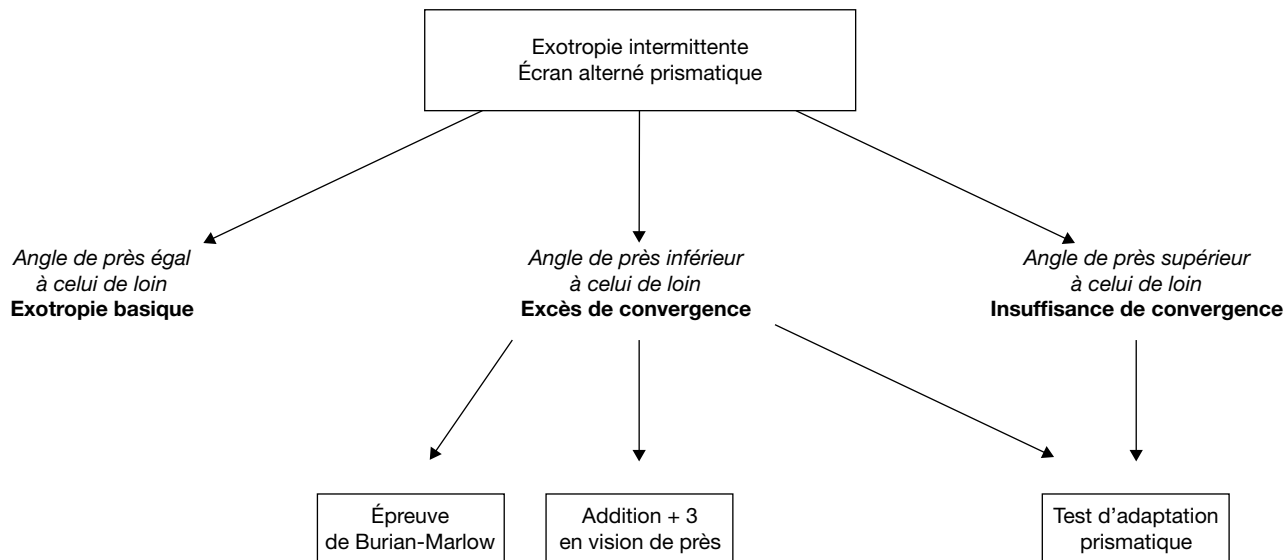 Exotropie intermittente
Écran alterné prismatique
Angle de près égal
à celui de loin
Exotropie basique
Angle de près inférieur
à celui de loin
Excès de convergence
Angle de près supérieur
à celui de loin
Insuffisance de convergence
Épreuve
de Burian-Marlow
Addition + 3
en vision de près
Test d’adaptation
prismatique